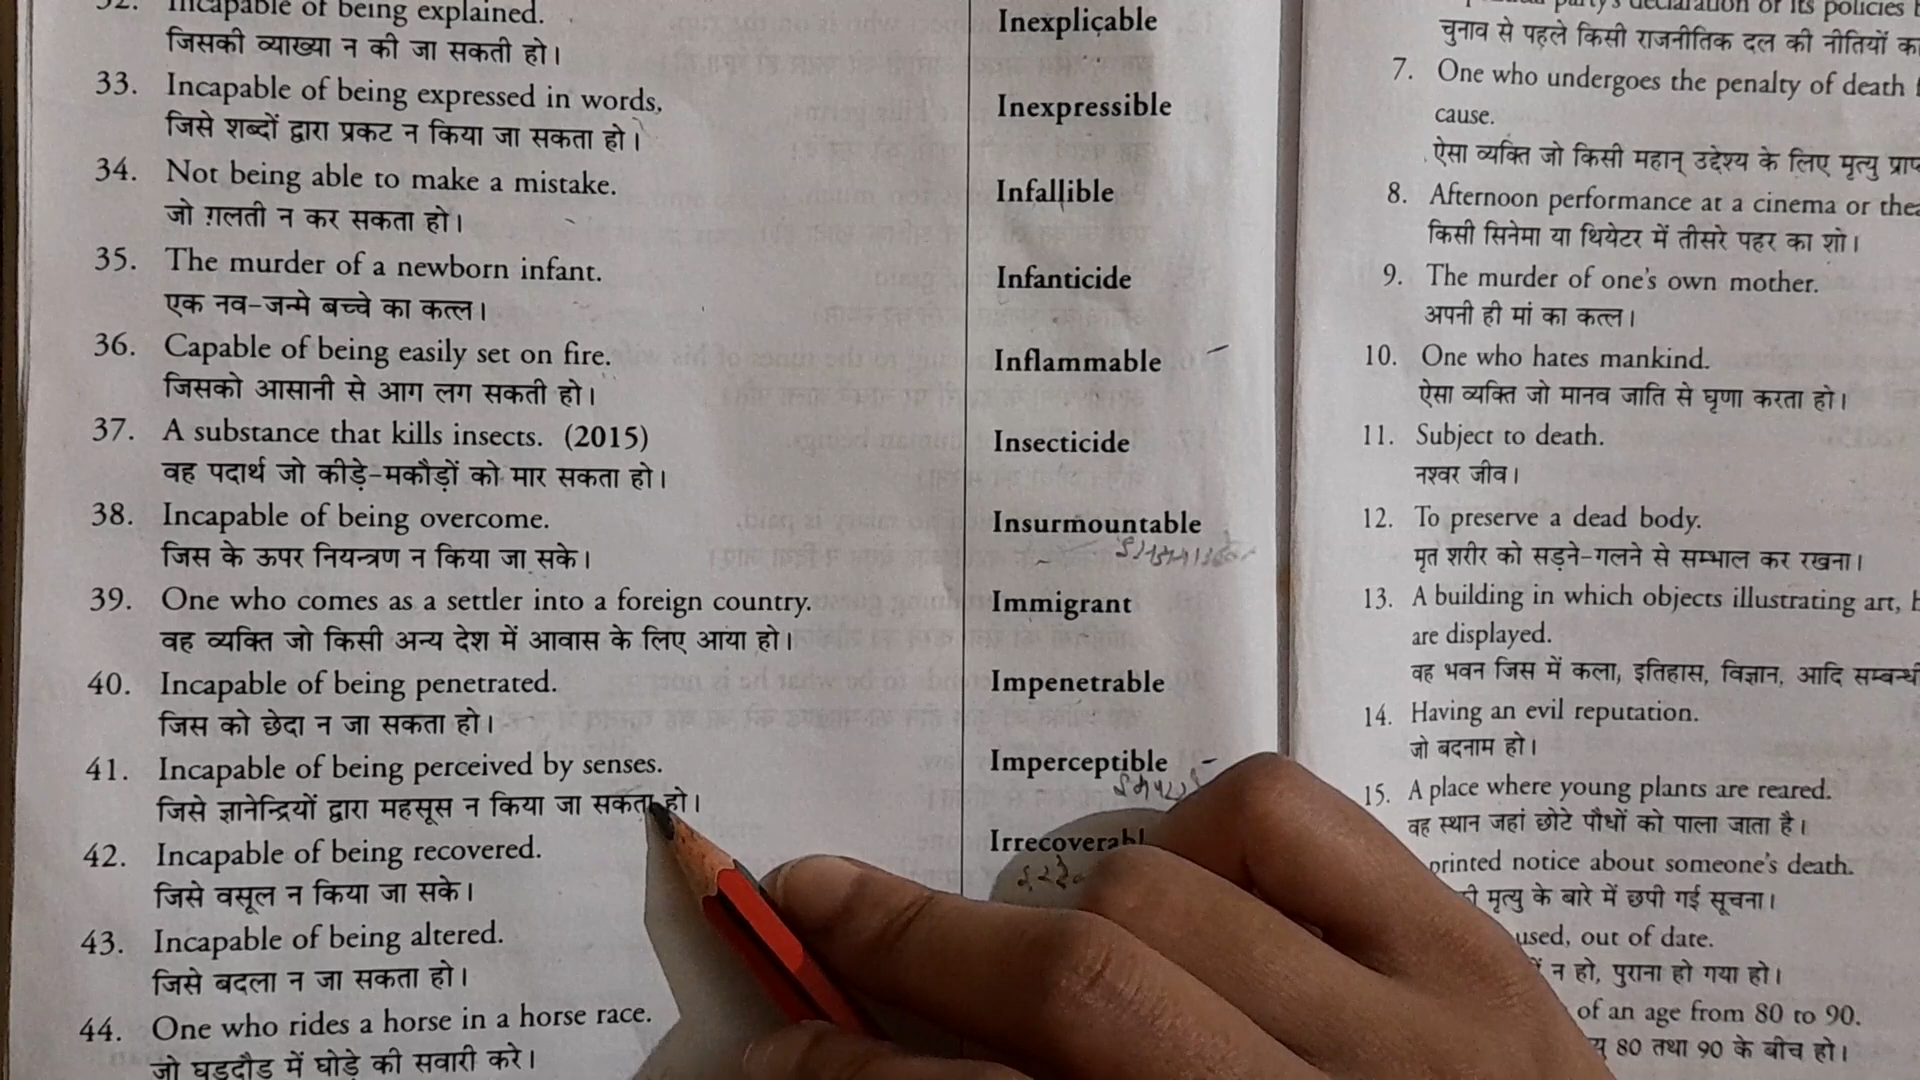 32. Incapable of being explained.
Inexplicable
जिसकी व्याख्या न की जा सकती हो।
33. Incapable of being expressed in words,
Inexpressible
जिसे शब्दों द्वारा प्रकट न किया जा सकता हो।
34. Not being able to make a mistake.
Infallible
जो ग़लती न कर सकता हो।
35. The murder of a newborn infant.
Infanticide
एक नव-जन्मे बच्चे का कत्ल।
36. Capable of being easily set on fire.
Inflammable
जिसको आसानी से आग लग सकती हो।
37. A substance that kills insects. (2015)
Insecticide
वह पदार्थ जो कीड़े-मकौड़ों को मार सकता हो।
38. Incapable of being overcome.
Insurmountable
जिस के ऊपर नियन्त्रण न किया जा सके।
39. One who comes as a settler into a foreign country.
Immigrant
वह व्यक्ति जो किसी अन्य देश में आवास के लिए आया हो।
40. Incapable of being penetrated.
Impenetrable
जिस को छेदा न जा सकता हो।
41. Incapable of being perceived by senses.
Imperceptible
जिसे ज्ञानेन्द्रियों द्वारा महसूस न किया जा सकता हो।
42. Incapable of being recovered.
जिसे वसूल न किया जा सके।
43. Incapable of being altered.
जिसे बदला न जा सकता हो।
44. One who rides a horse in a horse race.
जो घुड़दौड़ में घोड़े की सवारी करे।
party's declaration of its policies
चुनाव से पहले किसी राजनीतिक दल की नीतियों
7. One who undergoes the penalty of death
cause.
ऐसा व्यक्ति जो किसी महान् उद्देश्य के लिए मृत्यु
8. Afternoon performance at a cinema or
किसी सिनेमा या थियेटर में तीसरे पहर का शो।
9. The murder of one's own mother.
अपनी ही मां का कत्ल।
10. One who hates mankind.
ऐसा व्यक्ति जो मानव जाति से घृणा करता हो।
11. Subject to death.
नश्वर जीव।
12. To preserve a dead body.
मृत शरीर को सड़ने-गलने से सम्भाल कर रखना।
13. A building in which objects illustrating art,
are displayed.
वह भवन जिस में कला, इतिहास, विज्ञान, आदि
14. Having an evil reputation.
जो बदनाम हो।
15. A place where young plants are reared.
वह स्थान जहां छोटे पौधों को पाला जाता है।
printed notice about someone's death.
मृत्यु के बारे में छपी गई सूचना।
used, out of date.
न हो, पुराना हो गया हो।
of an age from 80 to 90.
80 तथा 90 के बीच हो।